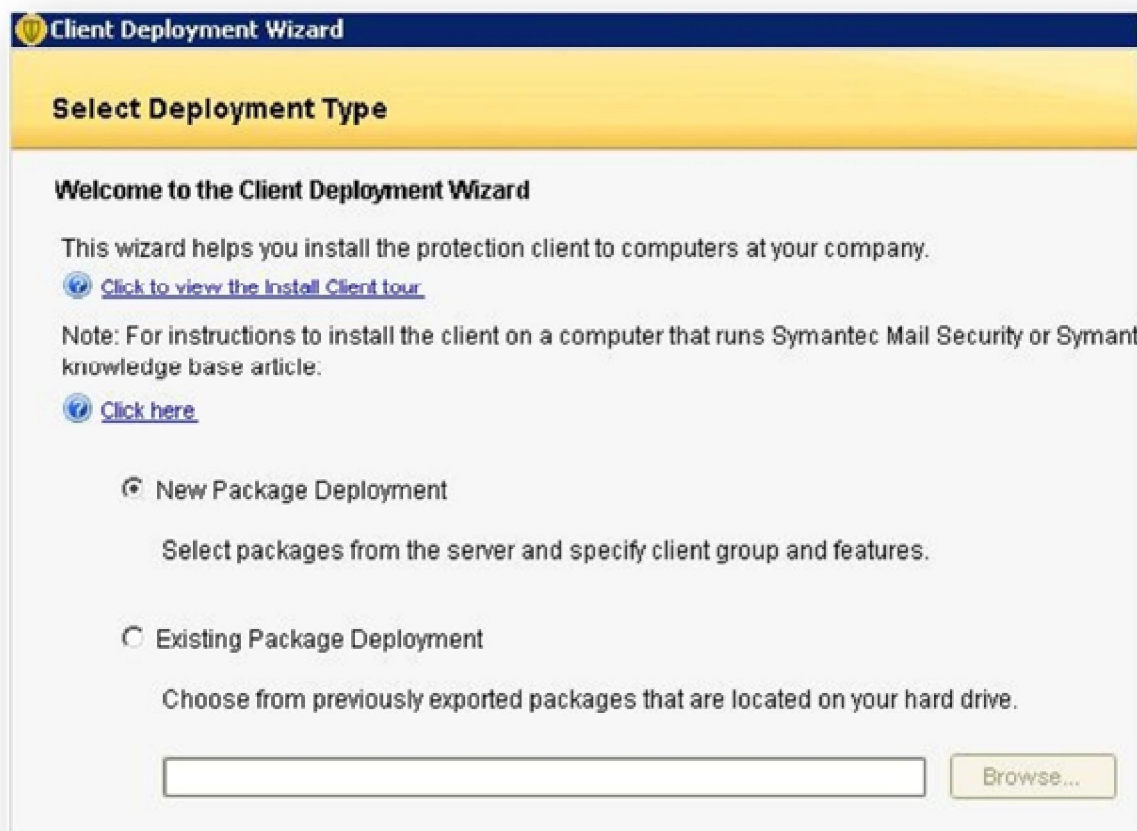 Client Deployment Wizard
Select Deployment Type
Welcome to the Client Deployment Wizard
This wizard helps you install the protection client to computers at your company.
Click to view the Install Client tour
Note: For instructions to install the client on a computer that runs Symantec Mail Security or Symant
knowledge base article:
Click here
New Package Deployment
Select packages from the server and specify client group and features.
Existing Package Deployment
Choose from previously exported packages that are located on your hard drive.
Browse...